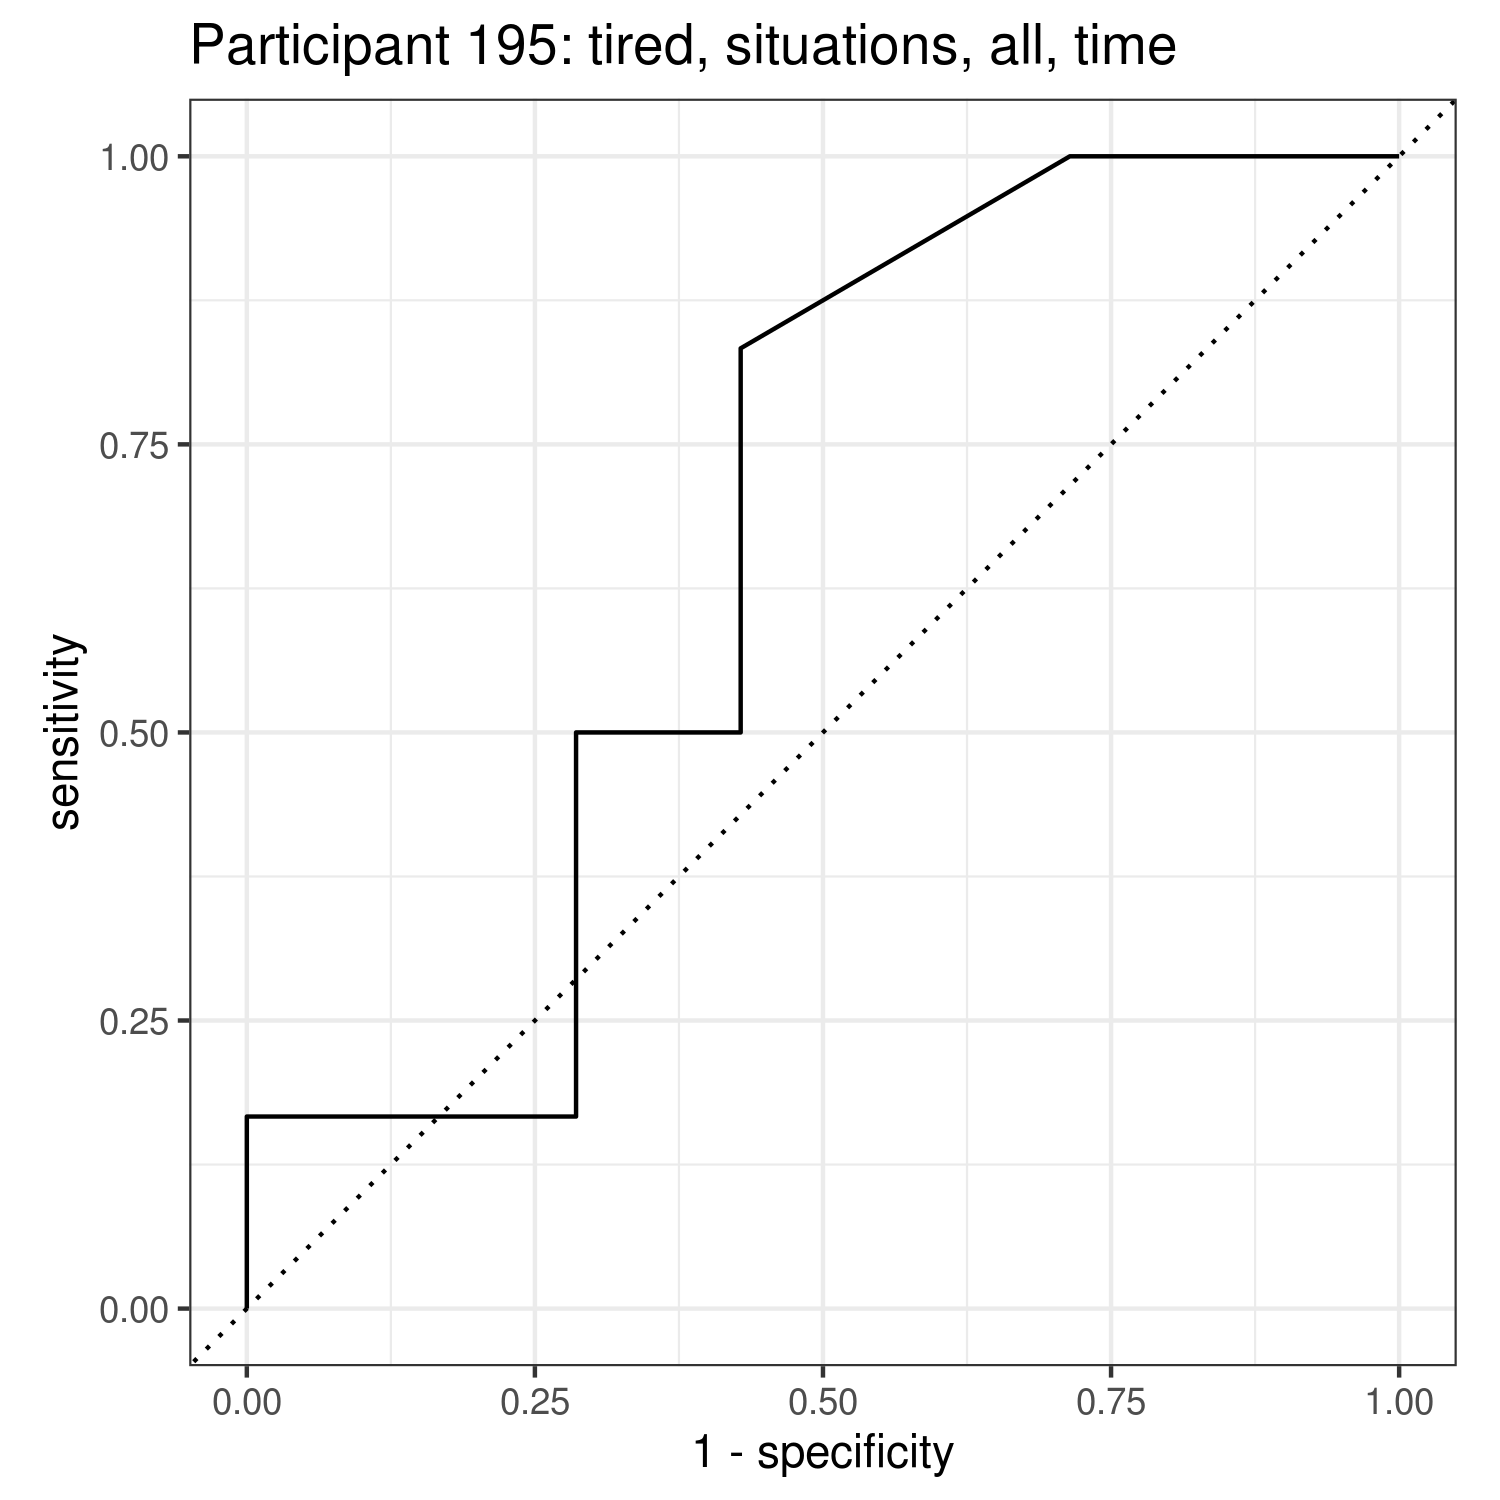 Participant 195: tired, situations, all, time
1.00
0.75
0.50
0.25
0.00
sensitivity
0.00 0.25 0.50 0.75 1.00
1 - specificity